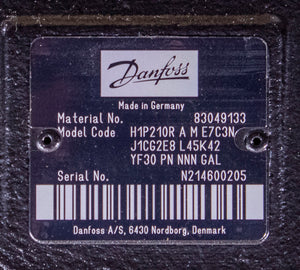 Danfoss
Made in Germany
Material No. 83049133
Model Code H1P210R A M E7C3N
J1CG2E8 L45K42
YF30 PN NNN GAL
Serial No. N214600205
Danfoss A/S, 6430 Nordborg, Denmark